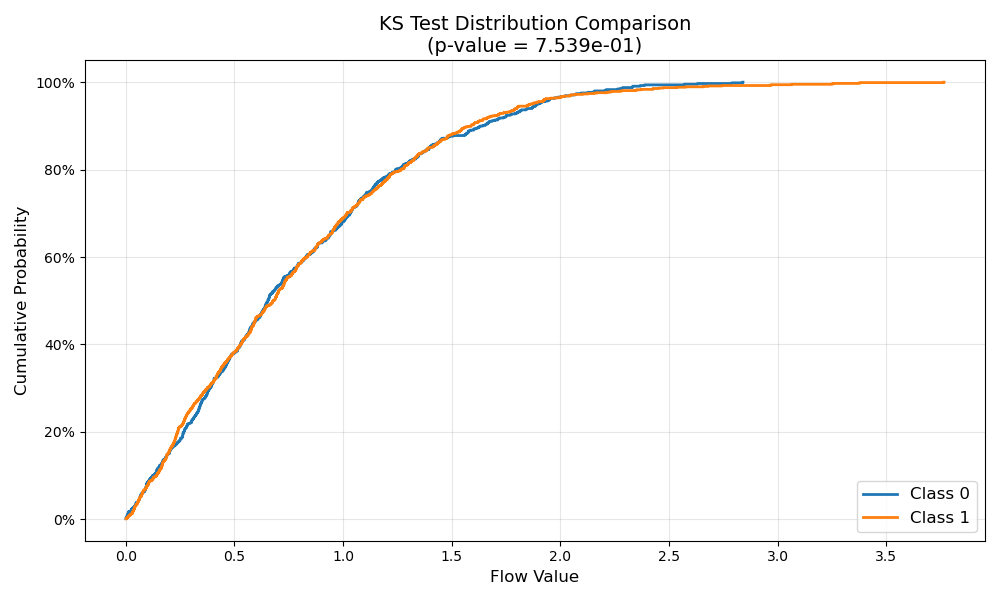 KS Test Distribution Comparison
(p-value = 7.539e-01)
Cumulative Probability
100%
80%
60%
40%
20%
0%
Class 0
Class 1
0.0 0.5 1.0 1.5 2.0 2.5 3.0 3.5
Flow Value